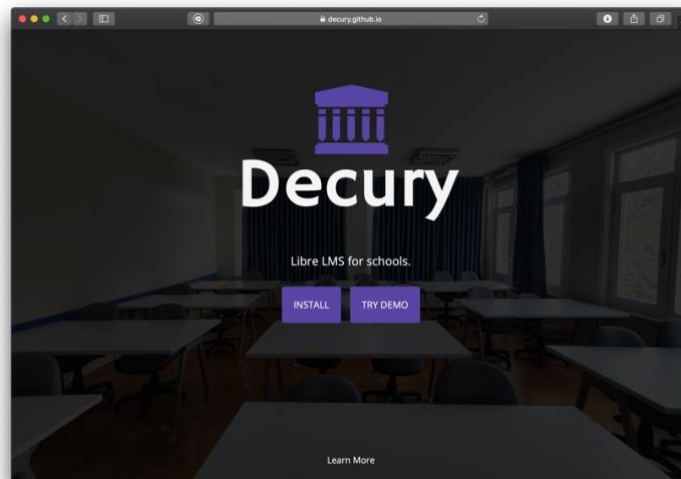 decury.github.io
Decury
Libre LMS for schools.
INSTALL
TRY DEMO
Learn More